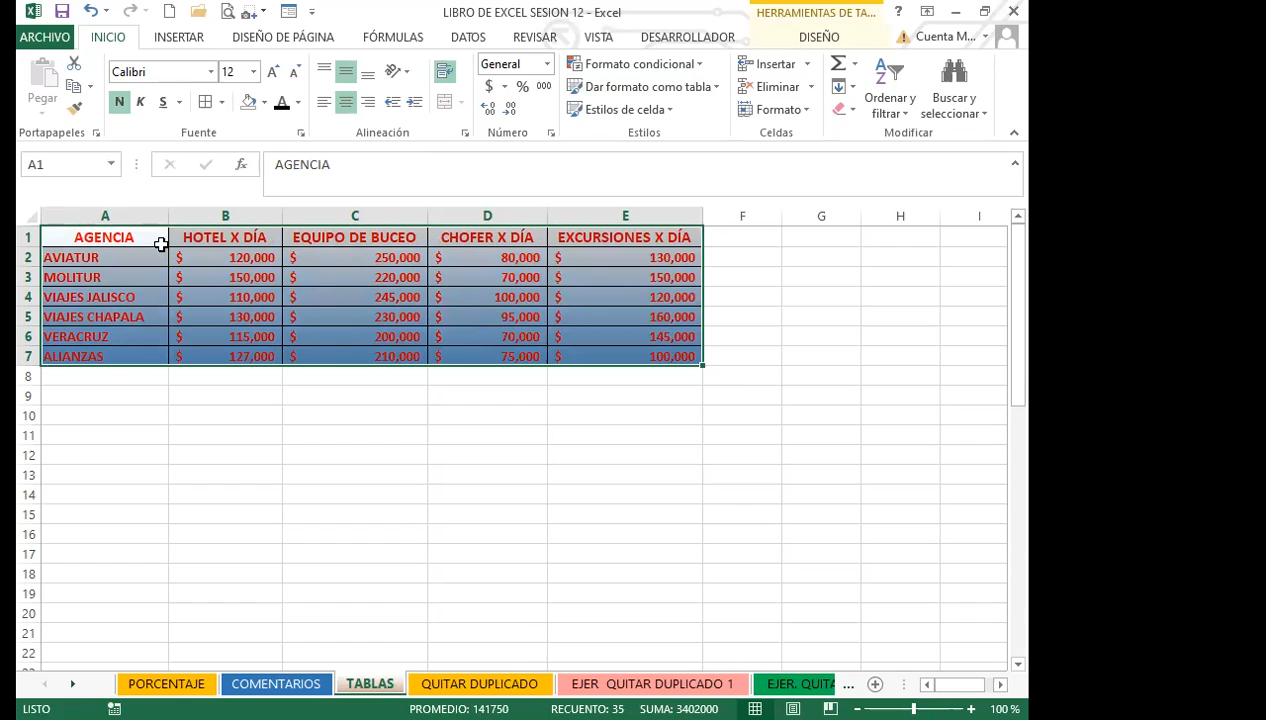 LIBRO DE EXCEL SESION 12 - Excel
HERRAMIENTAS DE TA...
?
ARCHIVO INICIO INSERTAR DISEÑO DE PÁGINA FÓRMULAS DATOS REVISAR VISTA DESARROLLADOR DISEÑO Cuenta M...
Pegar
Calibri 12
N K S A
General
$ % 000
Formato condicional
Dar formato como tabla
Estilos de celda
Insertar
Eliminar
Formato
Ordenar y filtrar
Buscar y seleccionar
Portapapeles Fuente Alineación Número Estilos Celdas Modificar
A1 fx AGENCIA
A B C D E F G H I
1 AGENCIA HOTEL X DÍA EQUIPO DE BUCEO CHOFER X DÍA EXCURSIONES X DÍA
2 AVIATUR $ 120,000 $ 250,000 $ 80,000 $ 130,000
3 MOLITUR $ 150,000 $ 220,000 $ 70,000 $ 150,000
4 VIAJES JALISCO $ 110,000 $ 245,000 $ 100,000 $ 120,000
5 VIAJES CHAPALA $ 130,000 $ 230,000 $ 95,000 $ 160,000
6 VERACRUZ $ 115,000 $ 200,000 $ 70,000 $ 145,000
7 ALIANZAS $ 127,000 $ 210,000 $ 75,000 $ 100,000
8
9
10
11
12
13
14
15
16
17
18
19
20
21
22
PORCENTAJE COMENTARIOS TABLAS QUITAR DUPLICADO EJER QUITAR DUPLICADO 1 EJER. QUITA ...
LISTO PROMEDIO: 141750 RECUENTO: 35 SUMA: 3402000 100 %